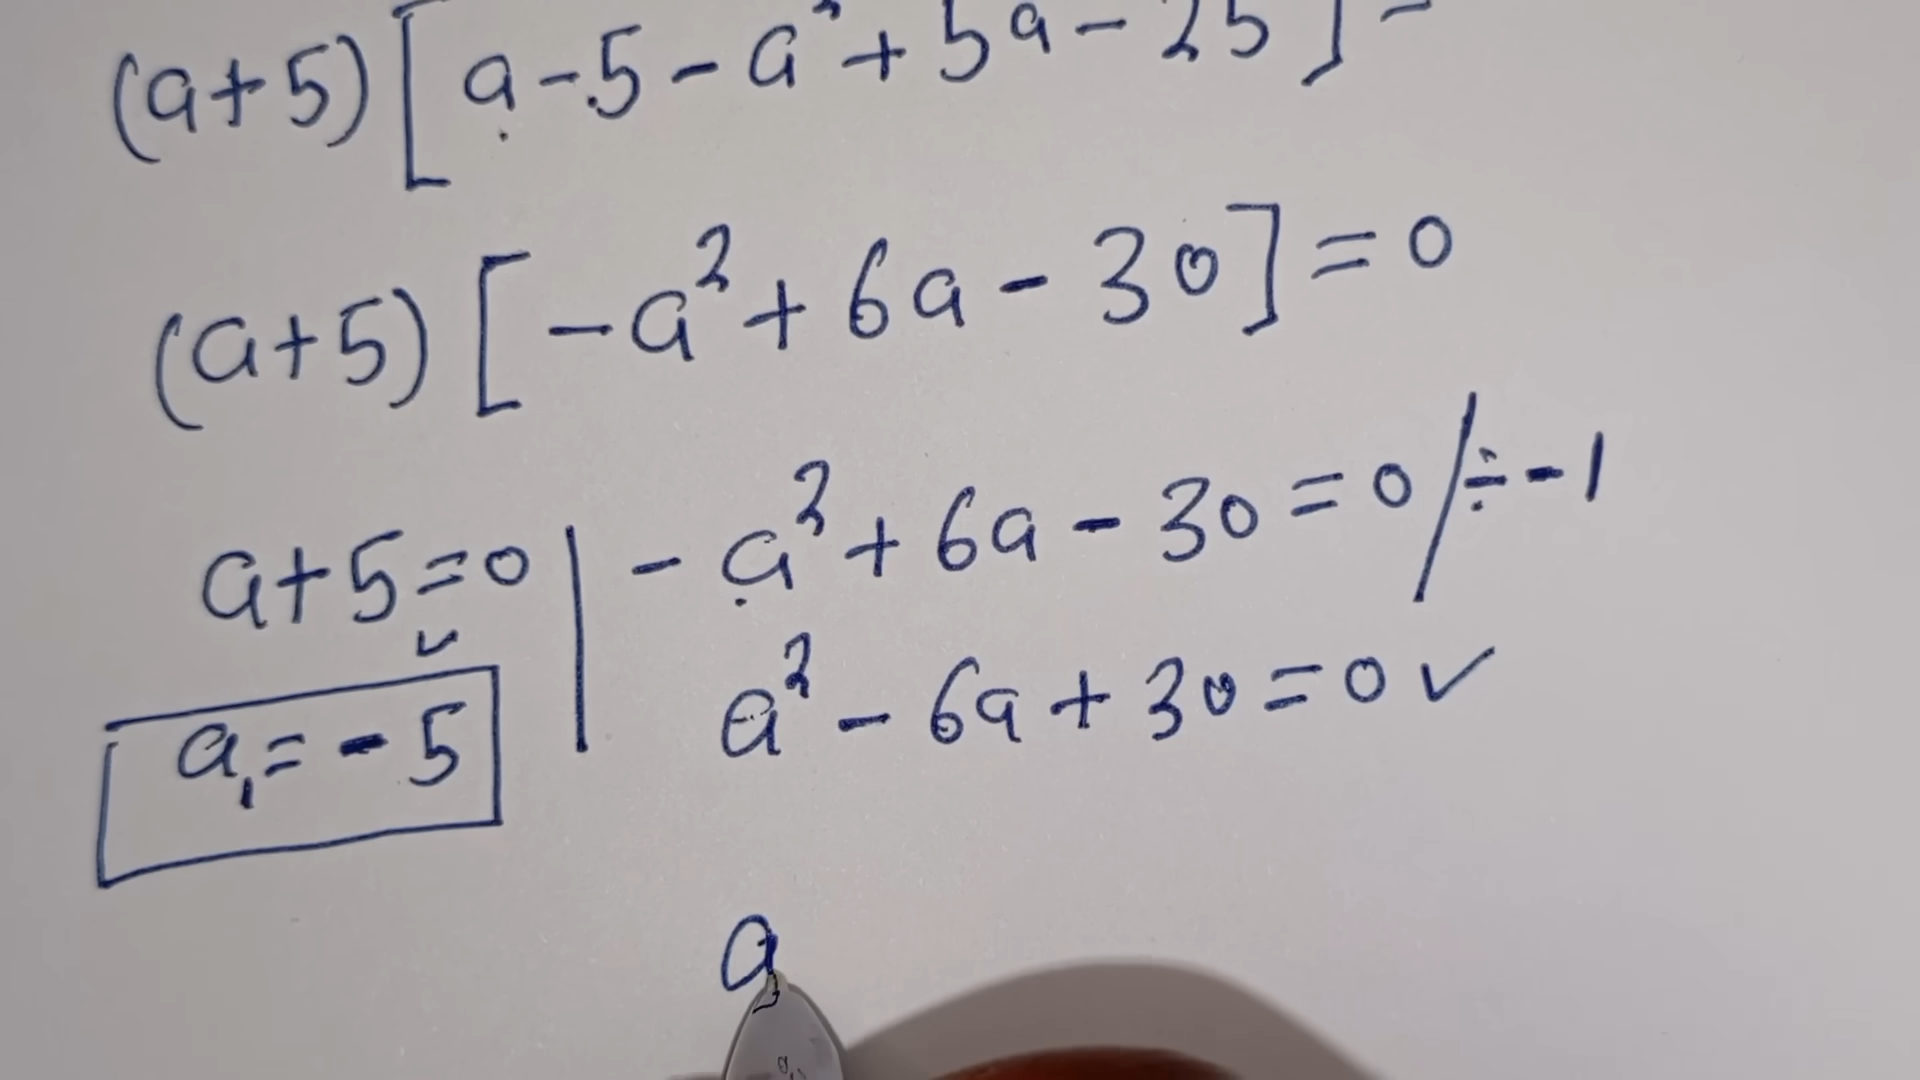 (a+5)[a-5-a²+5a-25]=
(a+5)[-a²+6a-30]=0
a+5=0 | -a²+6a-30=0/÷-1
a₁=-5
a²-6a+30=0✓
a